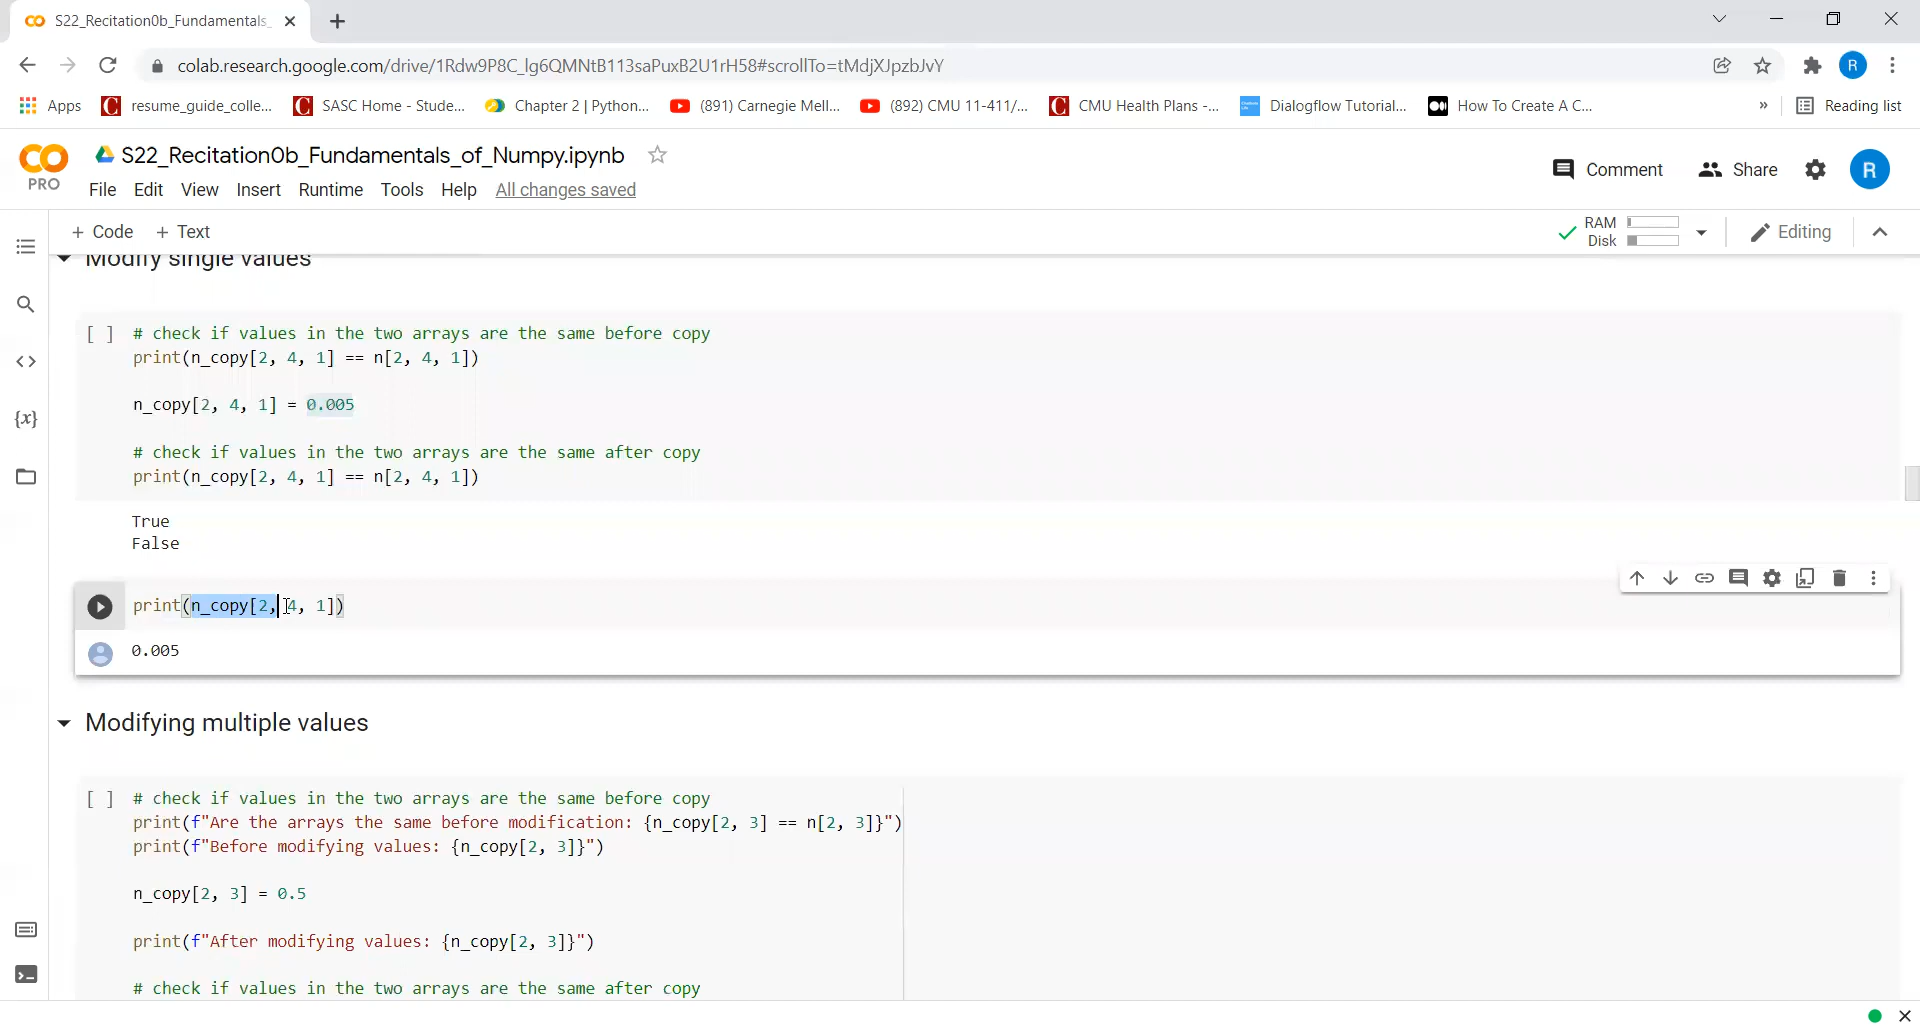 S22_Recitation0b_Fundamentals_
colab.research.google.com/drive/1Rdw9P8C_lg6QMNtB113saPuxB2U1rH58#scrollTo=tMdjXJpzbJvY
R
Apps resume_guide_colle... SASC Home - Stude... Chapter 2 | Python... (891) Carnegie Mell... (892) CMU 11-411/... CMU Health Plans -... Dialogflow Tutorial... How To Create A C... » Reading list
PRO
S22_Recitation0b_Fundamentals_of_Numpy.ipynb
Comment Share R
File Edit View Insert Runtime Tools Help All changes saved
+ Code + Text
RAM
Disk
Editing
Modify single values
[ ] # check if values in the two arrays are the same before copy
print(n_copy[2, 4, 1] == n[2, 4, 1])
n_copy[2, 4, 1] = 0.005
# check if values in the two arrays are the same after copy
print(n_copy[2, 4, 1] == n[2, 4, 1])
True
False
print(n_copy[2, 4, 1])
0.005
Modifying multiple values
[ ] # check if values in the two arrays are the same before copy
print(f"Are the arrays the same before modification: {n_copy[2, 3] == n[2, 3]}")
print(f"Before modifying values: {n_copy[2, 3]}")
n_copy[2, 3] = 0.5
print(f"After modifying values: {n_copy[2, 3]}")
# check if values in the two arrays are the same after copy